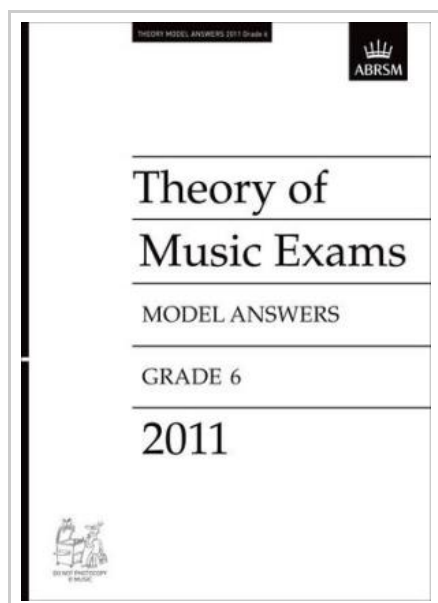 THEORY MODEL ANSWERS 2011 Grade 6
ABRSM
Theory of
Music Exams
MODEL ANSWERS
GRADE 6
2011
DO NOT PHOTOCOPY
© MUSIC